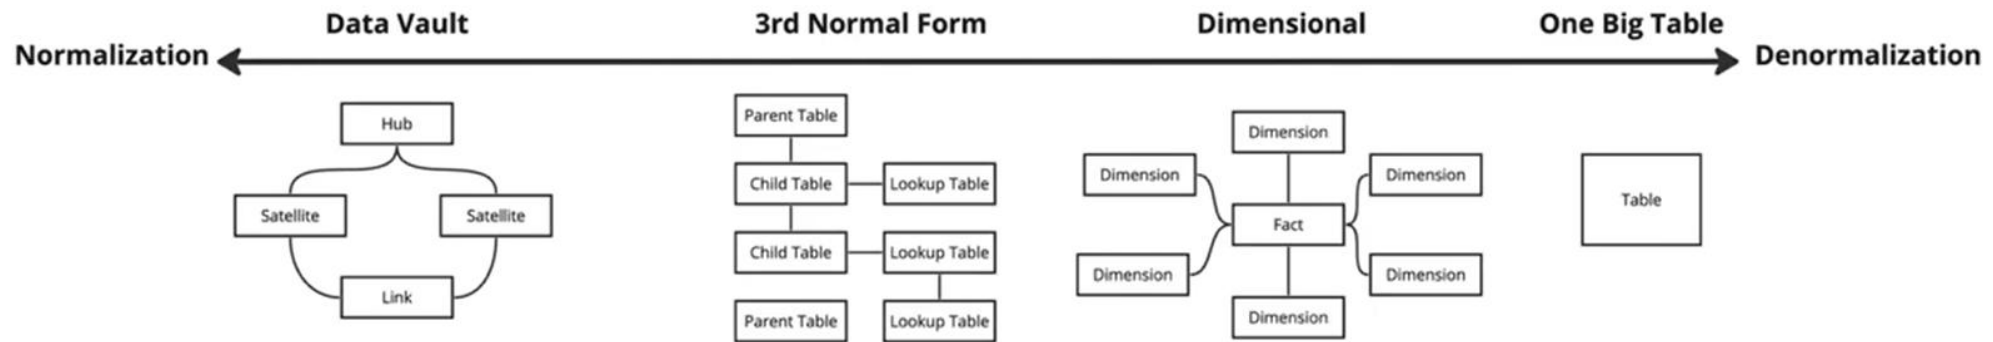 Data Vault
3rd Normal Form
Dimensional
One Big Table
Normalization
Denormalization
Hub
Satellite
Satellite
Link
Parent Table
Child Table
Lookup Table
Child Table
Lookup Table
Parent Table
Lookup Table
Dimension
Dimension
Dimension
Fact
Dimension
Dimension
Dimension
Table